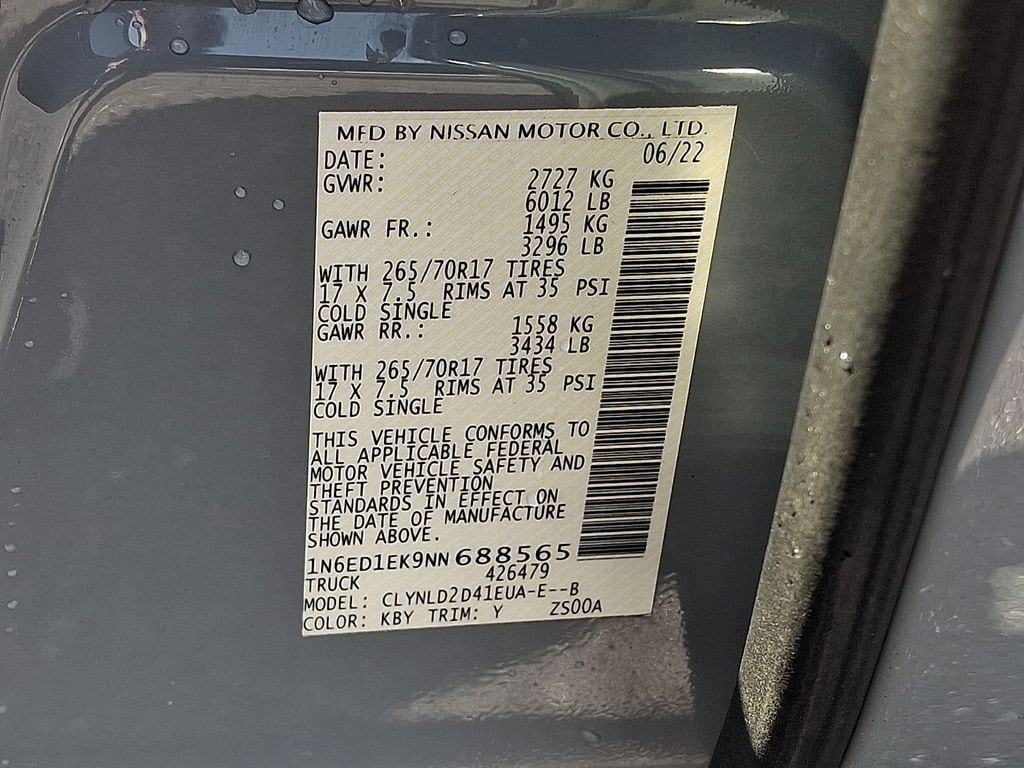 MFD BY NISSAN MOTOR CO., LTD.
DATE: 06/22
GVWR: 2727 KG
6012 LB
GAWR FR.: 1495 KG
3296 LB
WITH 265/70R17 TIRES
17 X 7.5 RIMS AT 35 PSI
COLD SINGLE
GAWR RR.: 1558 KG
3434 LB
WITH 265/70R17 TIRES
17 X 7.5 RIMS AT 35 PSI
COLD SINGLE
THIS VEHICLE CONFORMS TO
ALL APPLICABLE FEDERAL
MOTOR VEHICLE SAFETY AND
THEFT PREVENTION
STANDARDS IN EFFECT ON
THE DATE OF MANUFACTURE
SHOWN ABOVE.
1N6ED1EK9NN688565
TRUCK 426479
MODEL: CLYNLD2D41EUA-E--B
COLOR: KBY TRIM: Y ZS00A